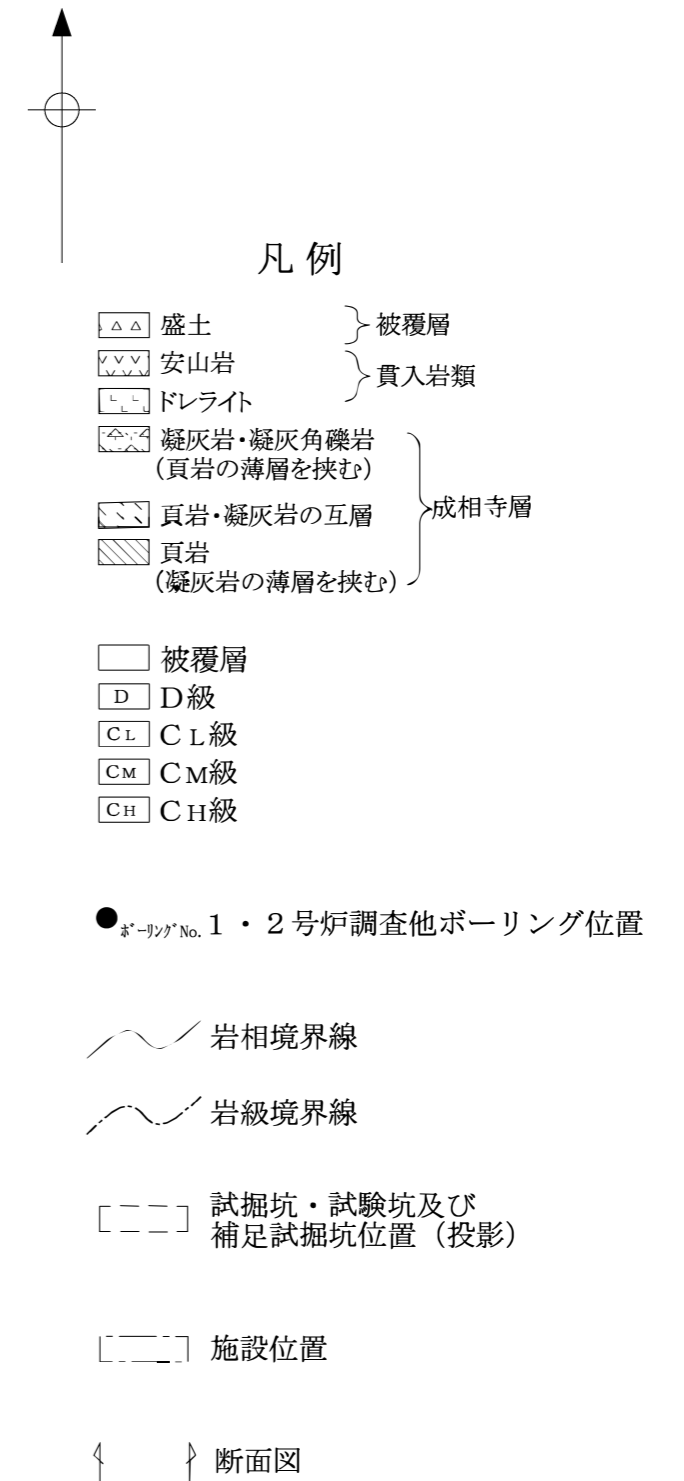 凡例
盛土 被覆層
安山岩
貫入岩類
ドレライト
凝灰岩・凝灰角礫岩
(頁岩の薄層を挟む)
頁岩・凝灰岩の互層 成相寺層
頁岩
(凝灰岩の薄層を挟む)
被覆層
D D級
CL CL級
CM CM級
CH CH級
ﾎﾞｰﾘﾝｸﾞNo. 1・2号炉調査他ボーリング位置
岩相境界線
岩級境界線
試掘坑・試験坑及び
補足試掘坑位置（投影）
施設位置
断面図